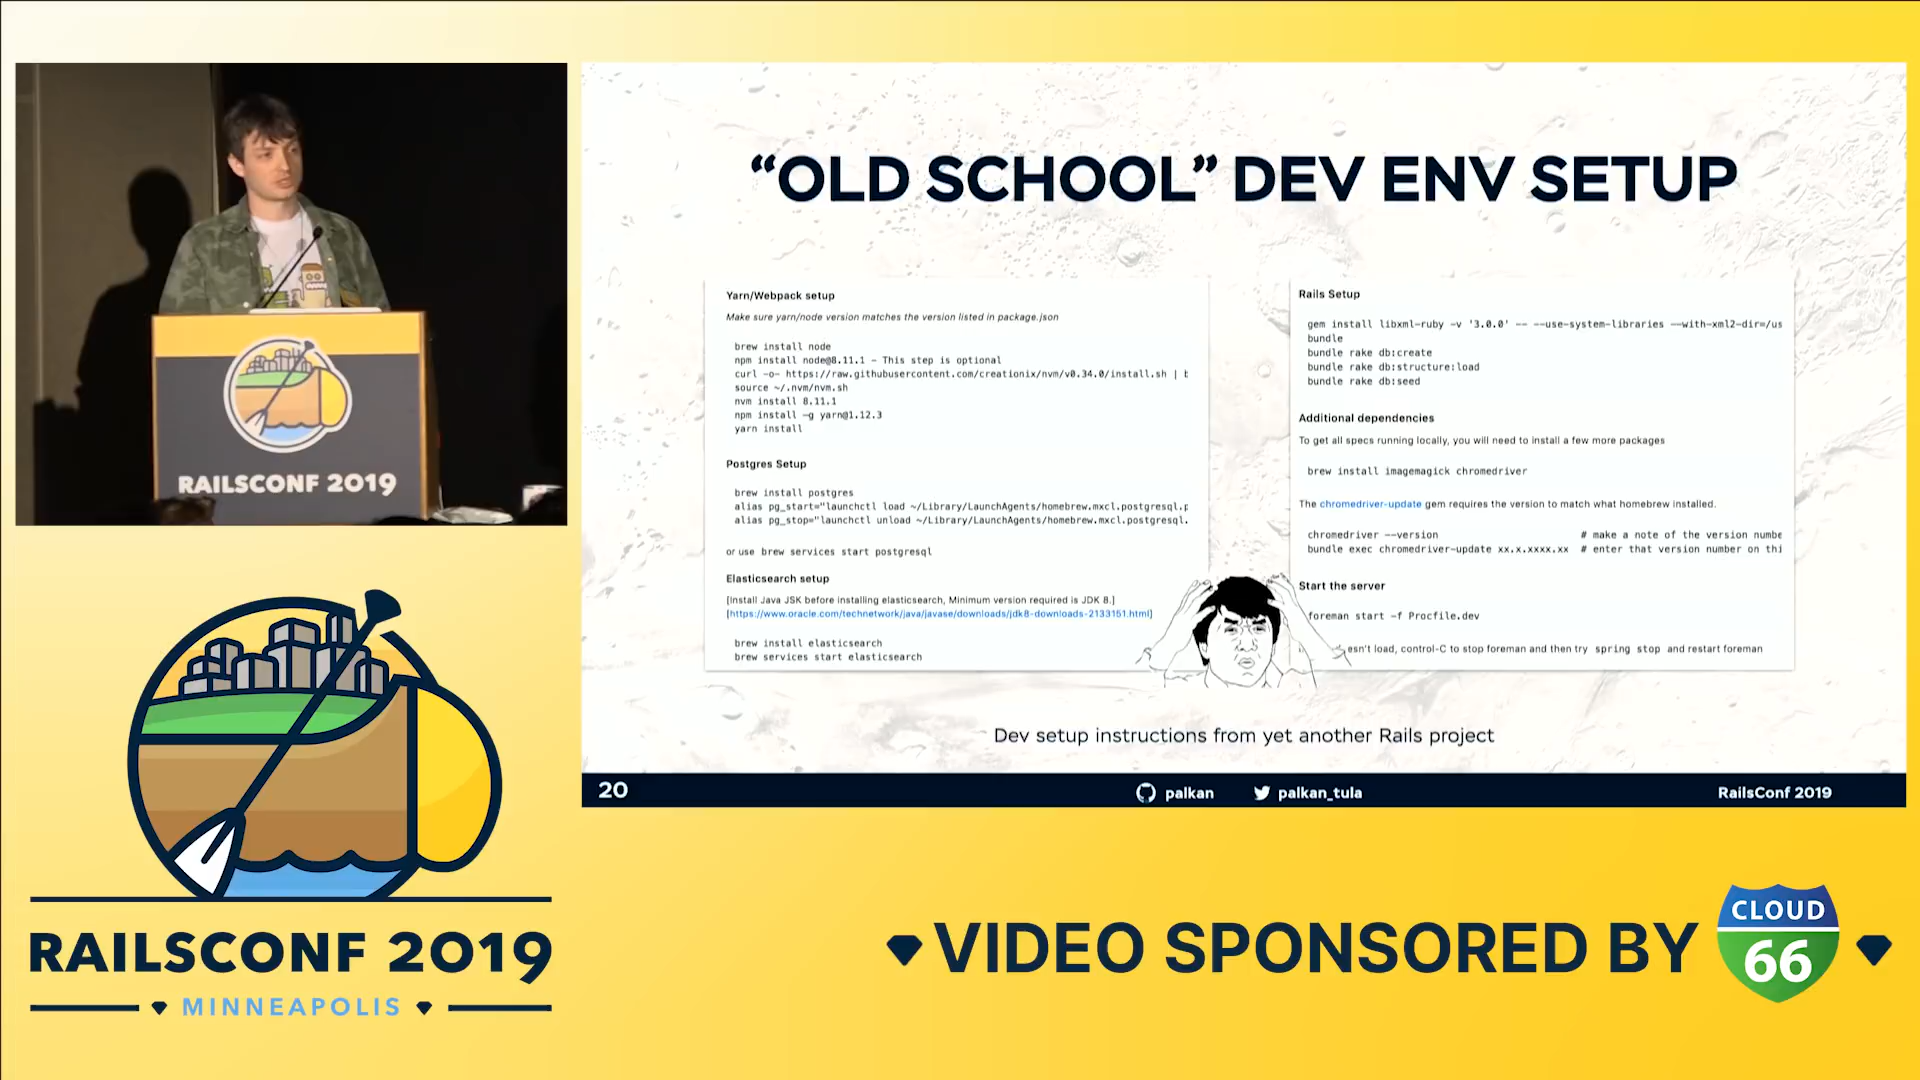 RAILSCONF 2019
RAILSCONF 2019
MINNEAPOLIS
“OLD SCHOOL” DEV ENV SETUP
Yarn/Webpack setup
Make sure yarn/node version matches the version listed in package.json
brew install node
npm install node@8.11.1 - This step is optional
curl -o- https://raw.githubusercontent.com/creationix/nvm/v0.34.0/install.sh | b
source ~/.nvm/nvm.sh
nvm install 8.11.1
npm install -g yarn@1.12.3
yarn install
Postgres Setup
brew install postgres
alias pg_start="launchctl load ~/Library/LaunchAgents/homebrew.mxcl.postgresql.p
alias pg_stop="launchctl unload ~/Library/LaunchAgents/homebrew.mxcl.postgresql.
or use brew services start postgresql
Elasticsearch setup
[Install Java JSK before installing elasticsearch, Minimum version required is JDK 8.]
[https://www.oracle.com/technetwork/java/javase/downloads/jdk8-downloads-2133151.html]
brew install elasticsearch
brew services start elasticsearch
Rails Setup
gem install libxml-ruby -v '3.0.0' -- --use-system-libraries --with-xml2-dir=/us
bundle
bundle rake db:create
bundle rake db:structure:load
bundle rake db:seed
Additional dependencies
To get all specs running locally, you will need to install a few more packages
brew install imagemagick chromedriver
The chromedriver-update gem requires the version to match what homebrew installed.
chromedriver --version # make a note of the version numbe
bundle exec chromedriver-update xx.x.xxxx.xx # enter that version number on thi
Start the server
foreman start -f Procfile.dev
esn't load, control-C to stop foreman and then try spring stop and restart foreman
Dev setup instructions from yet another Rails project
20
palkan
palkan_tula
RailsConf 2019
VIDEO SPONSORED BY
CLOUD
66